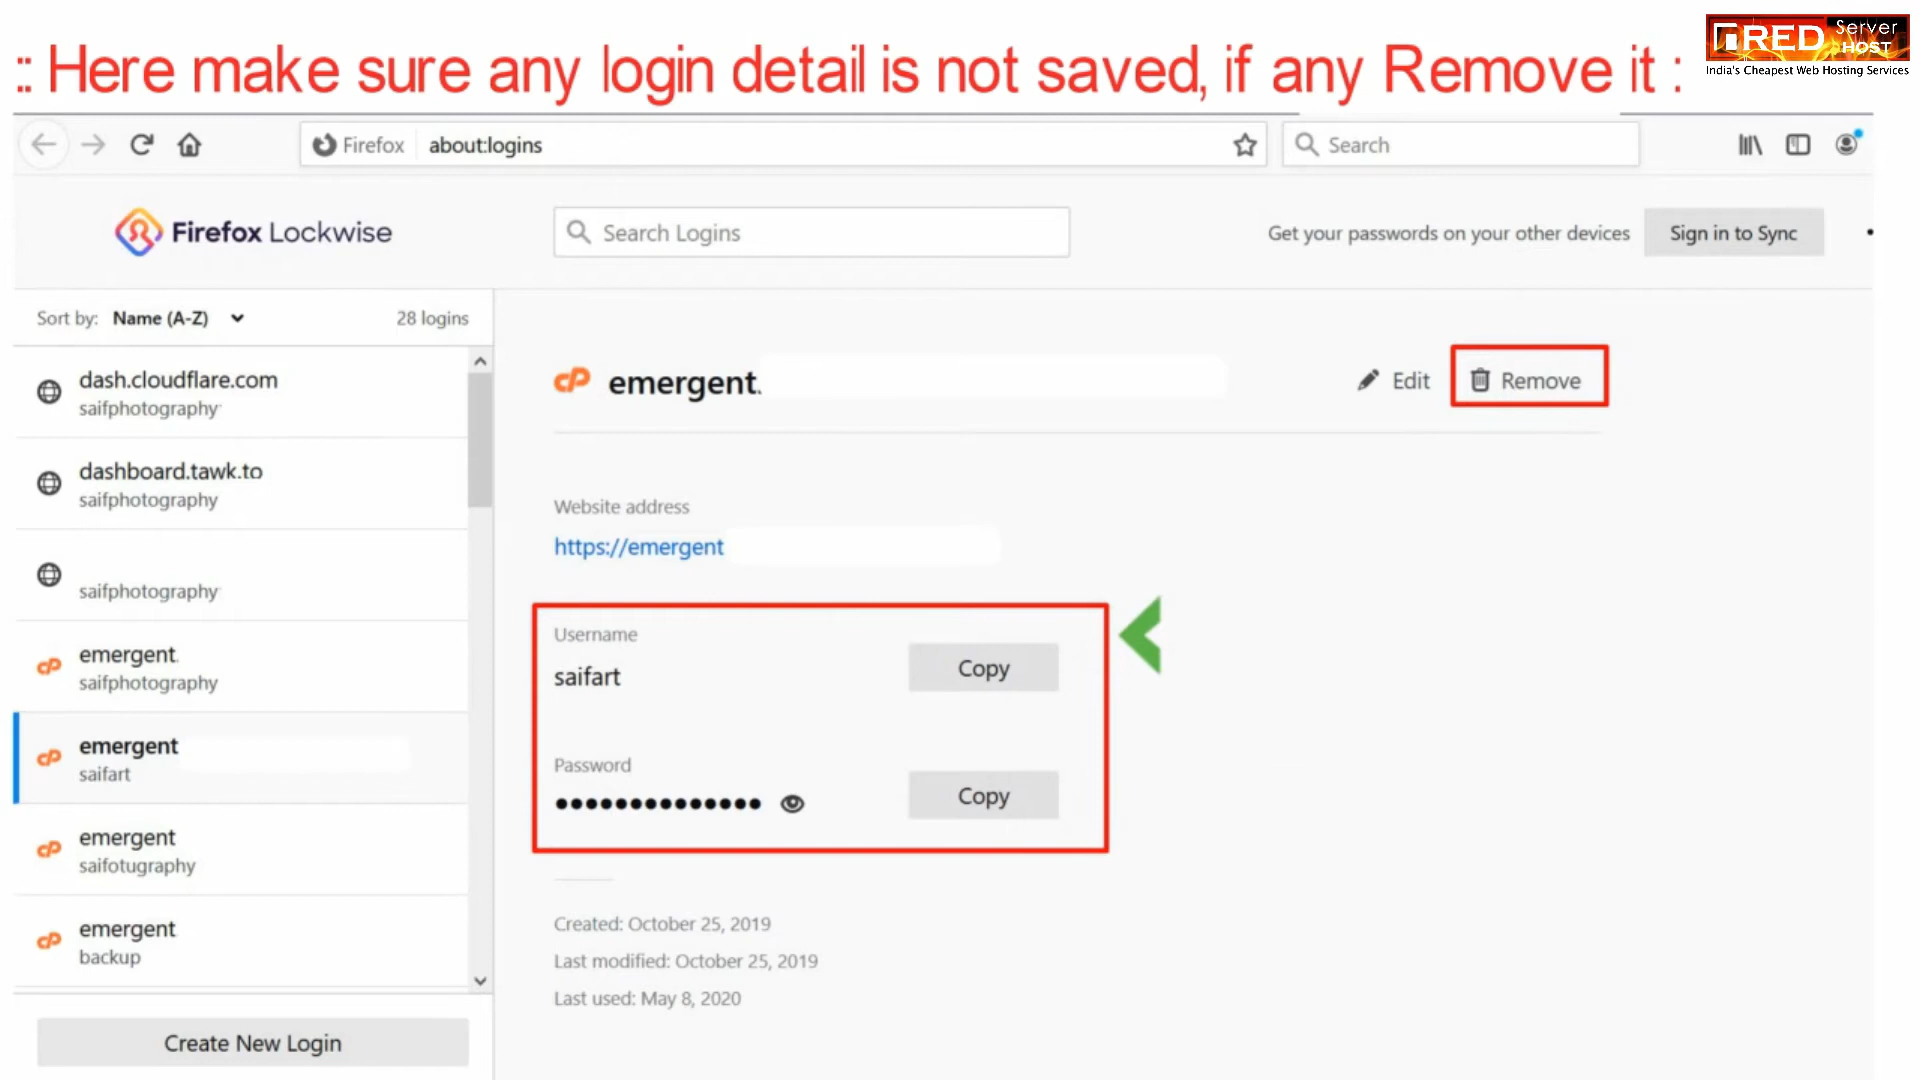 :: Here make sure any login detail is not saved, if any Remove it :
RED Server HOST
India's Cheapest Web Hosting Services
Firefox about:logins
Search
Firefox Lockwise
Search Logins
Get your passwords on your other devices
Sign in to Sync
Sort by: Name (A-Z)
28 logins
dash.cloudflare.com
saifphotography
dashboard.tawk.to
saifphotography
saifphotography
emergent.
saifphotography
emergent
saifart
emergent
saifotugraphy
emergent
backup
Create New Login
emergent.
Edit
Remove
Website address
https://emergent
Username
saifart
Copy
Password
Copy
Created: October 25, 2019
Last modified: October 25, 2019
Last used: May 8, 2020